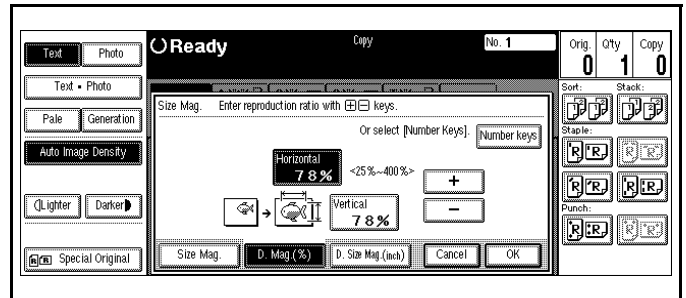 Text Photo
Text • Photo
Pale Generation
Auto Image Density
Lighter Darker
Special Original
Ready Copy No. 1
Size Mag. Enter reproduction ratio with + − keys.
Or select [Number Keys]. Number keys
Horizontal
78% <25%~400%> +
Vertical
78% −
Size Mag. D. Mag.(%) D. Size Mag.(inch) Cancel OK
Orig. Q'ty Copy
0 1 0
Sort: Stack:
Staple:
Punch: